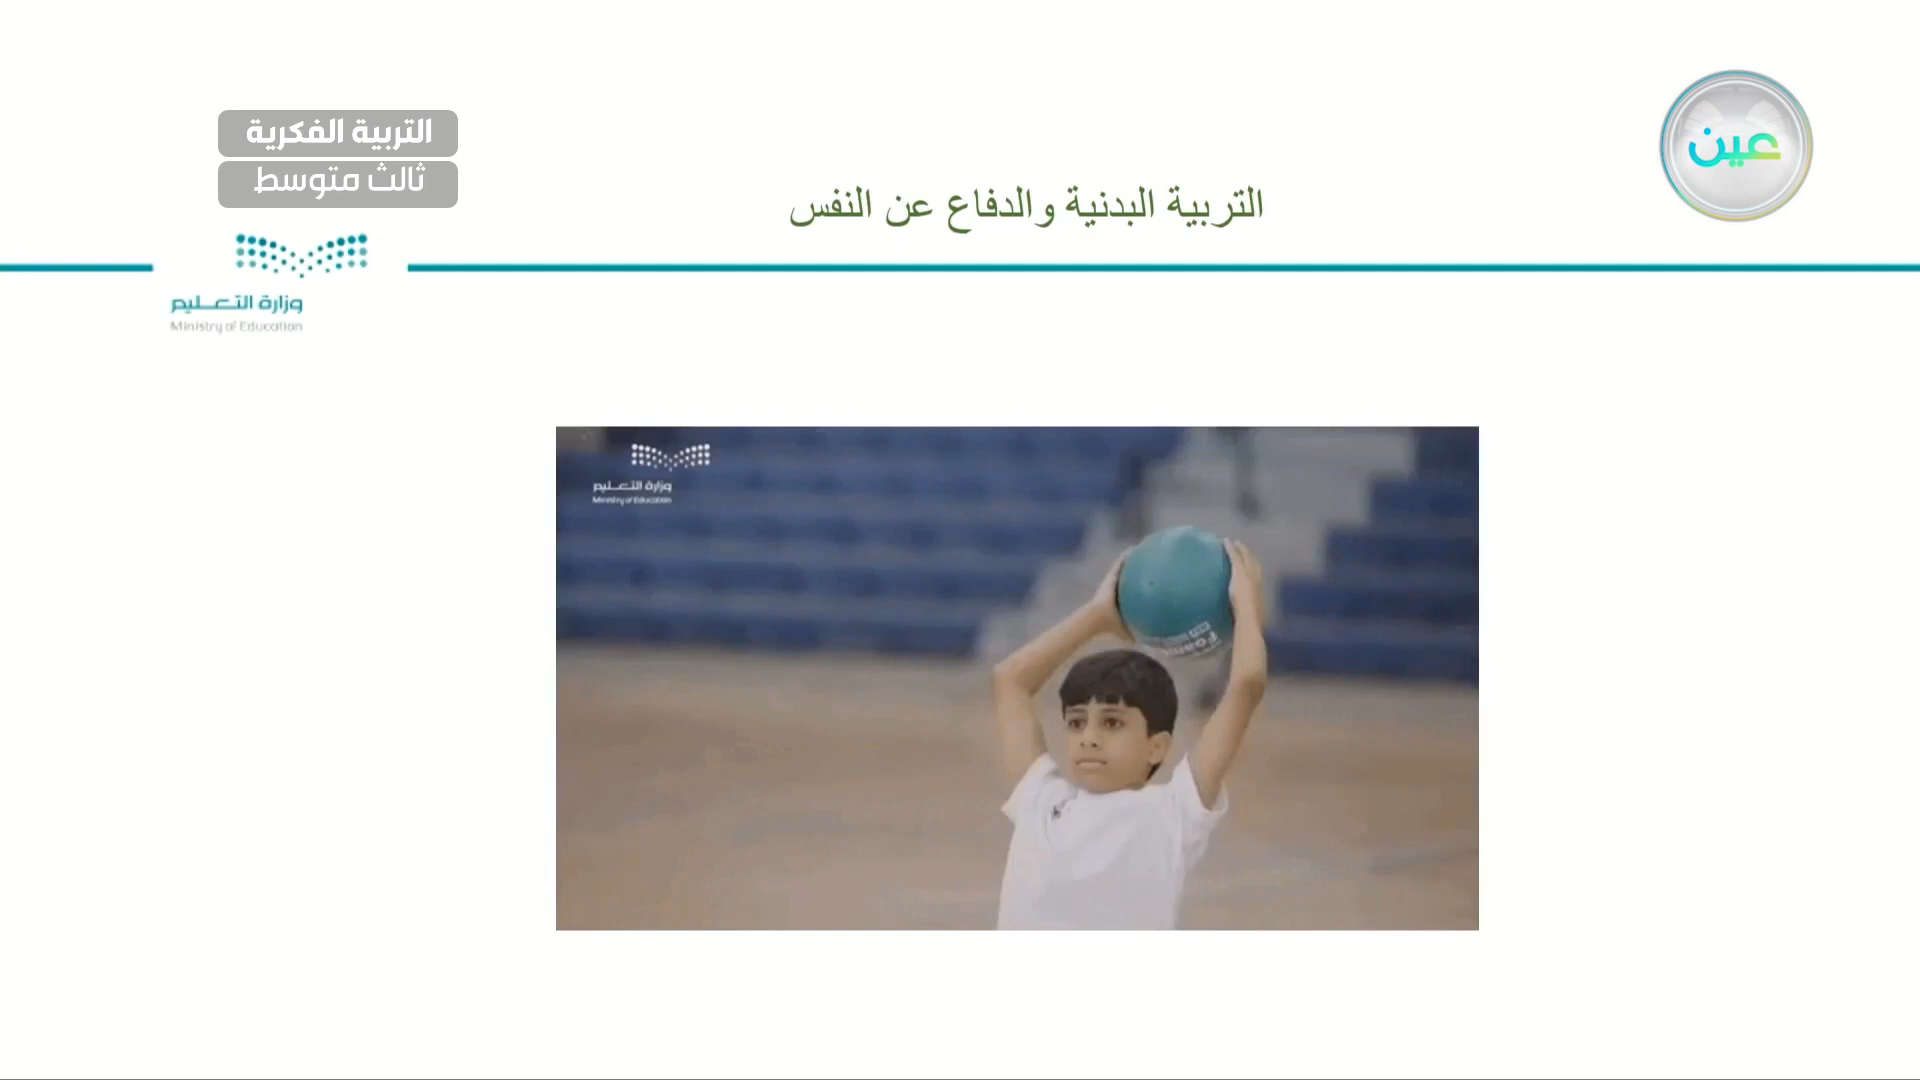 التربية الفكرية
ثالث متوسط
عين
التربية البدنية والدفاع عن النفس
وزارة التعليم
Ministry of Education
وزارة التعليم
Ministry of Education